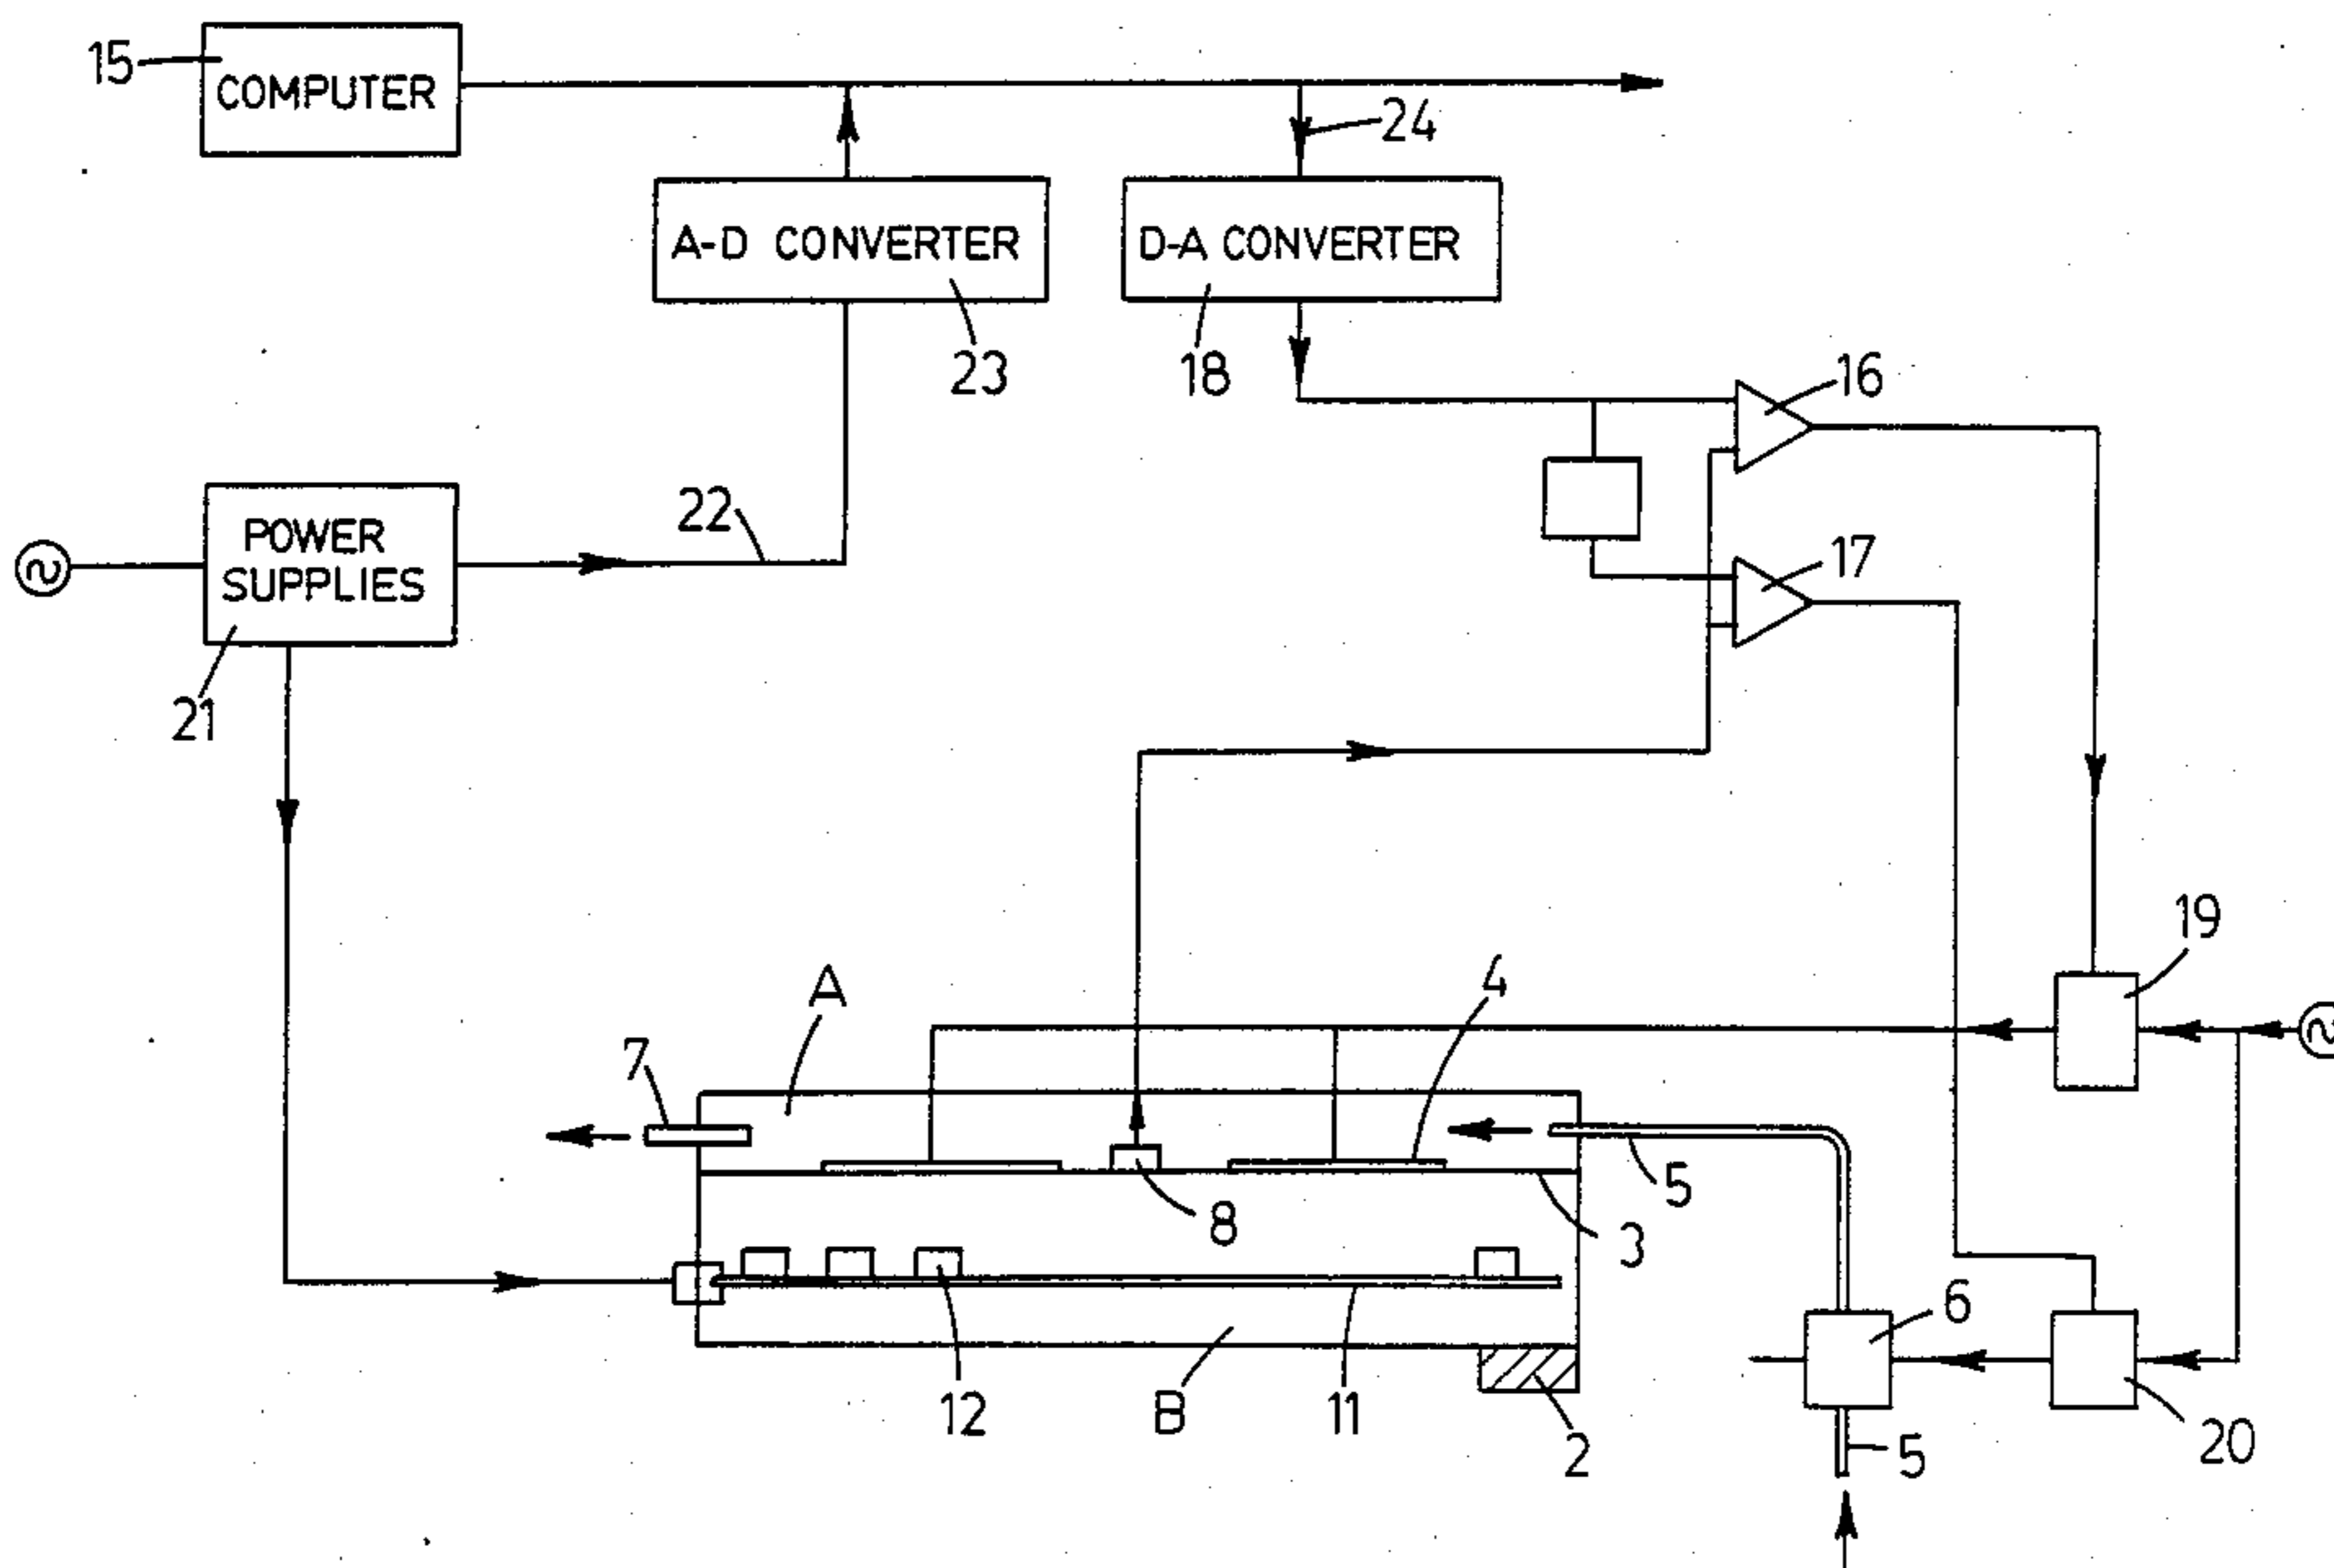 15
COMPUTER
24
A-D CONVERTER
D-A CONVERTER
23
18
16
22
POWER
SUPPLIES
17
21
19
A
4
7
5
8
3
6
12
B
11
2
5
20